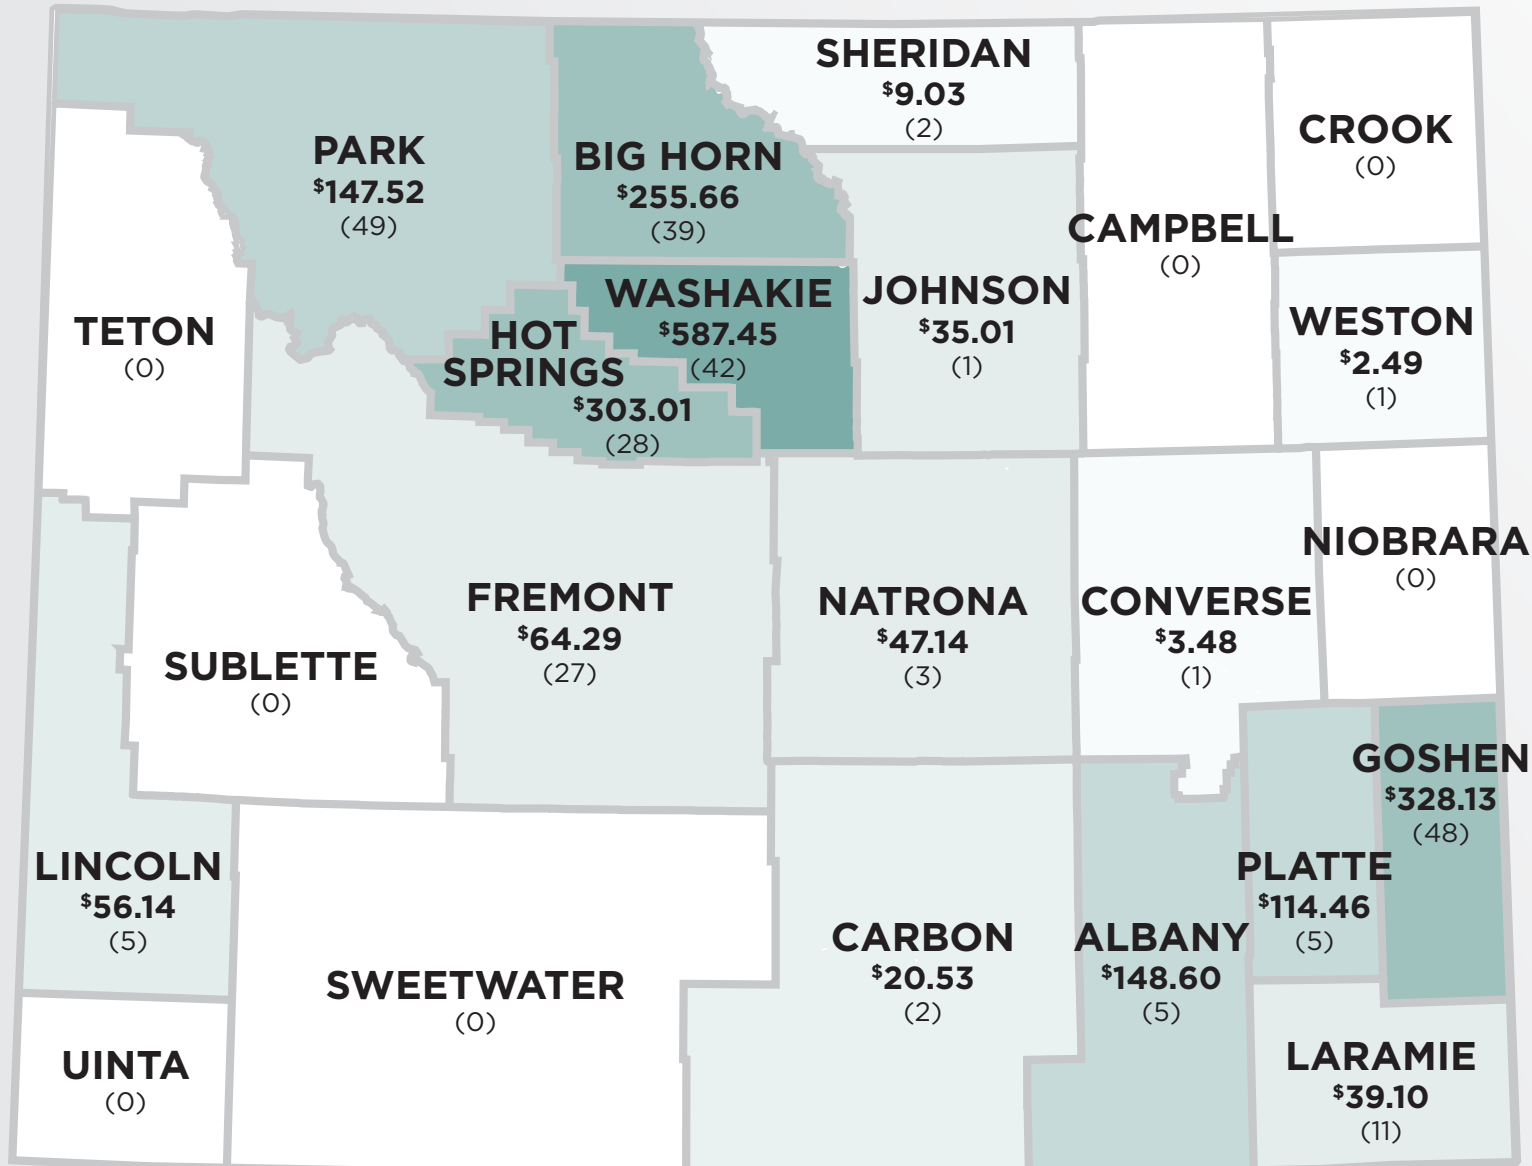 SHERIDAN
$9.03
(2)
CROOK
(0)
PARK
$147.52
(49)
BIG HORN
$255.66
(39)
CAMPBELL
(0)
TETON
(0)
HOT
SPRINGS
$303.01
(28)
WASHAKIE
$587.45
(42)
JOHNSON
$35.01
(1)
WESTON
$2.49
(1)
NIOBRARA
(0)
FREMONT
$64.29
(27)
NATRONA
$47.14
(3)
CONVERSE
$3.48
(1)
SUBLETTE
(0)
GOSHEN
$328.13
(48)
LINCOLN
$56.14
(5)
PLATTE
$114.46
(5)
CARBON
$20.53
(2)
ALBANY
$148.60
(5)
SWEETWATER
(0)
UINTA
(0)
LARAMIE
$39.10
(11)